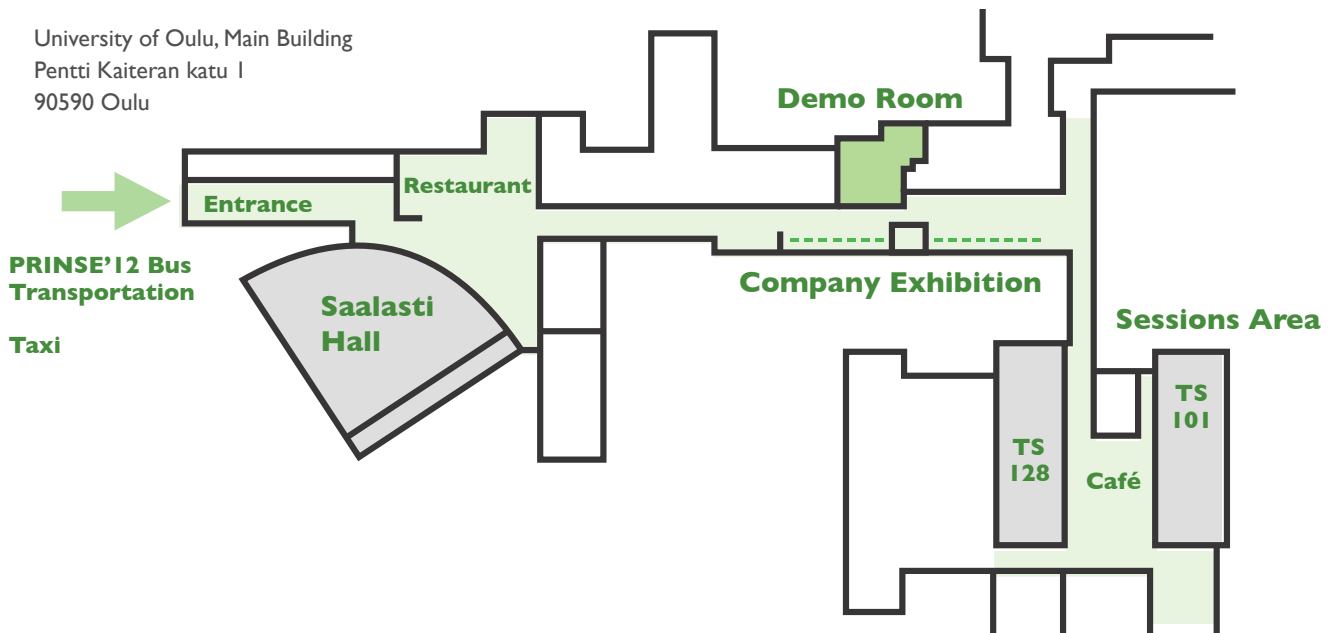 University of Oulu, Main Building
Pentti Kaiteran katu 1
90590 Oulu
Demo Room
Restaurant
Entrance
PRINSE’12 Bus
Transportation
Taxi
Saalasti
Hall
Company Exhibition
Sessions Area
TS
101
TS
128
Café